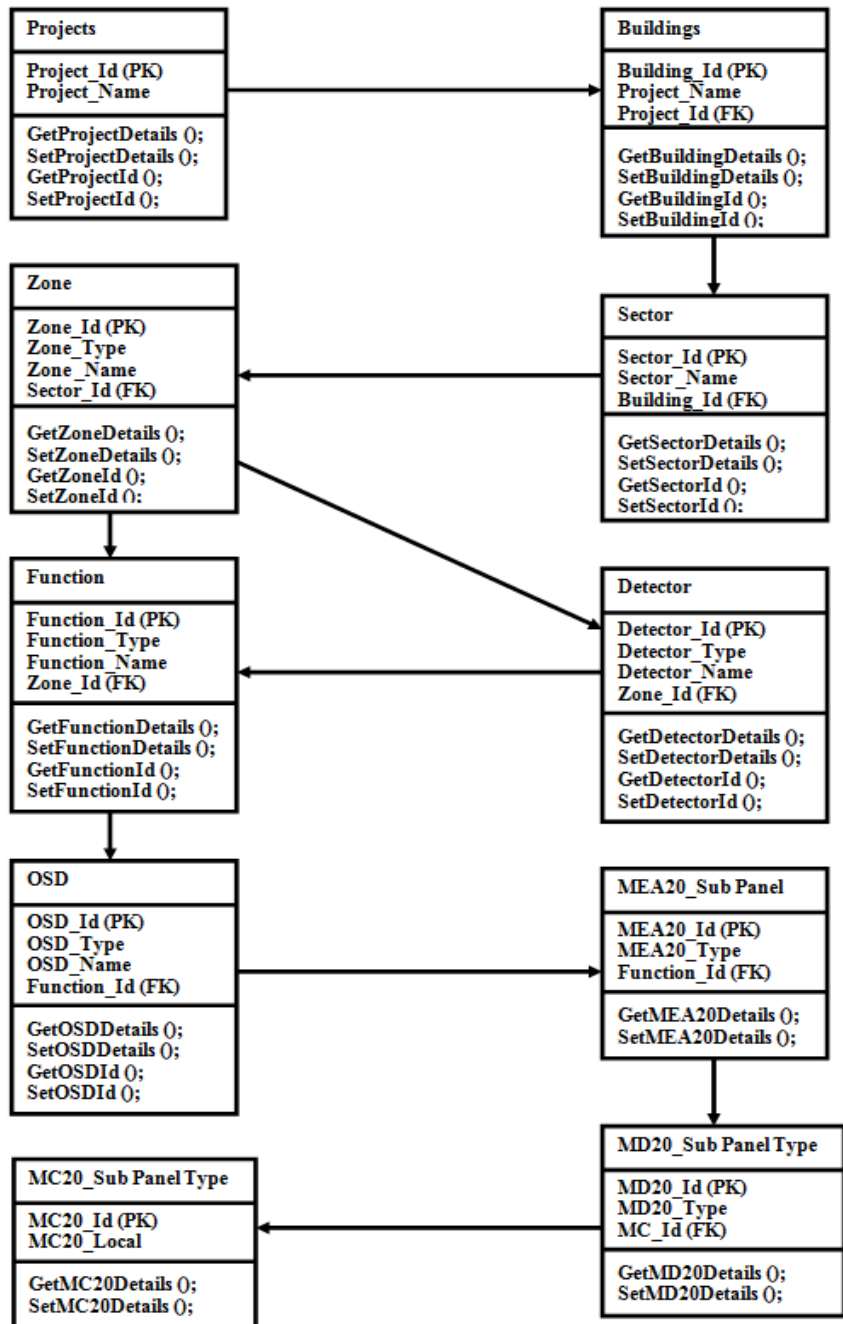 Projects
Project_Id (PK)
Project_Name
GetProjectDetails ();
SetProjectDetails ();
GetProjectId ();
SetProjectId ();
Buildings
Building_Id (PK)
Project_Name
Project_Id (FK)
GetBuildingDetails ();
SetBuildingDetails ();
GetBuildingId ();
SetBuildingId ();
Zone
Zone_Id (PK)
Zone_Type
Zone_Name
Sector_Id (FK)
GetZoneDetails ();
SetZoneDetails ();
GetZoneId ();
SetZoneId ();
Sector
Sector_Id (PK)
Sector_Name
Building_Id (FK)
GetSectorDetails ();
SetSectorDetails ();
GetSectorId ();
SetSectorId ();
Function
Function_Id (PK)
Function_Type
Function_Name
Zone_Id (FK)
GetFunctionDetails ();
SetFunctionDetails ();
GetFunctionId ();
SetFunctionId ();
Detector
Detector_Id (PK)
Detector_Type
Detector_Name
Zone_Id (FK)
GetDetectorDetails ();
SetDetectorDetails ();
GetDetectorId ();
SetDetectorId ();
OSD
OSD_Id (PK)
OSD_Type
OSD_Name
Function_Id (FK)
GetOSDDetails ();
SetOSDDetails ();
GetOSDId ();
SetOSDId ();
MEA20_Sub Panel
MEA20_Id (PK)
MEA20_Type
Function_Id (FK)
GetMEA20Details ();
SetMEA20Details ();
MC20_Sub Panel Type
MC20_Id (PK)
MC20_Local
GetMC20Details ();
SetMC20Details ();
MD20_Sub Panel Type
MD20_Id (PK)
MD20_Type
MC_Id (FK)
GetMD20Details ();
SetMD20Details ();